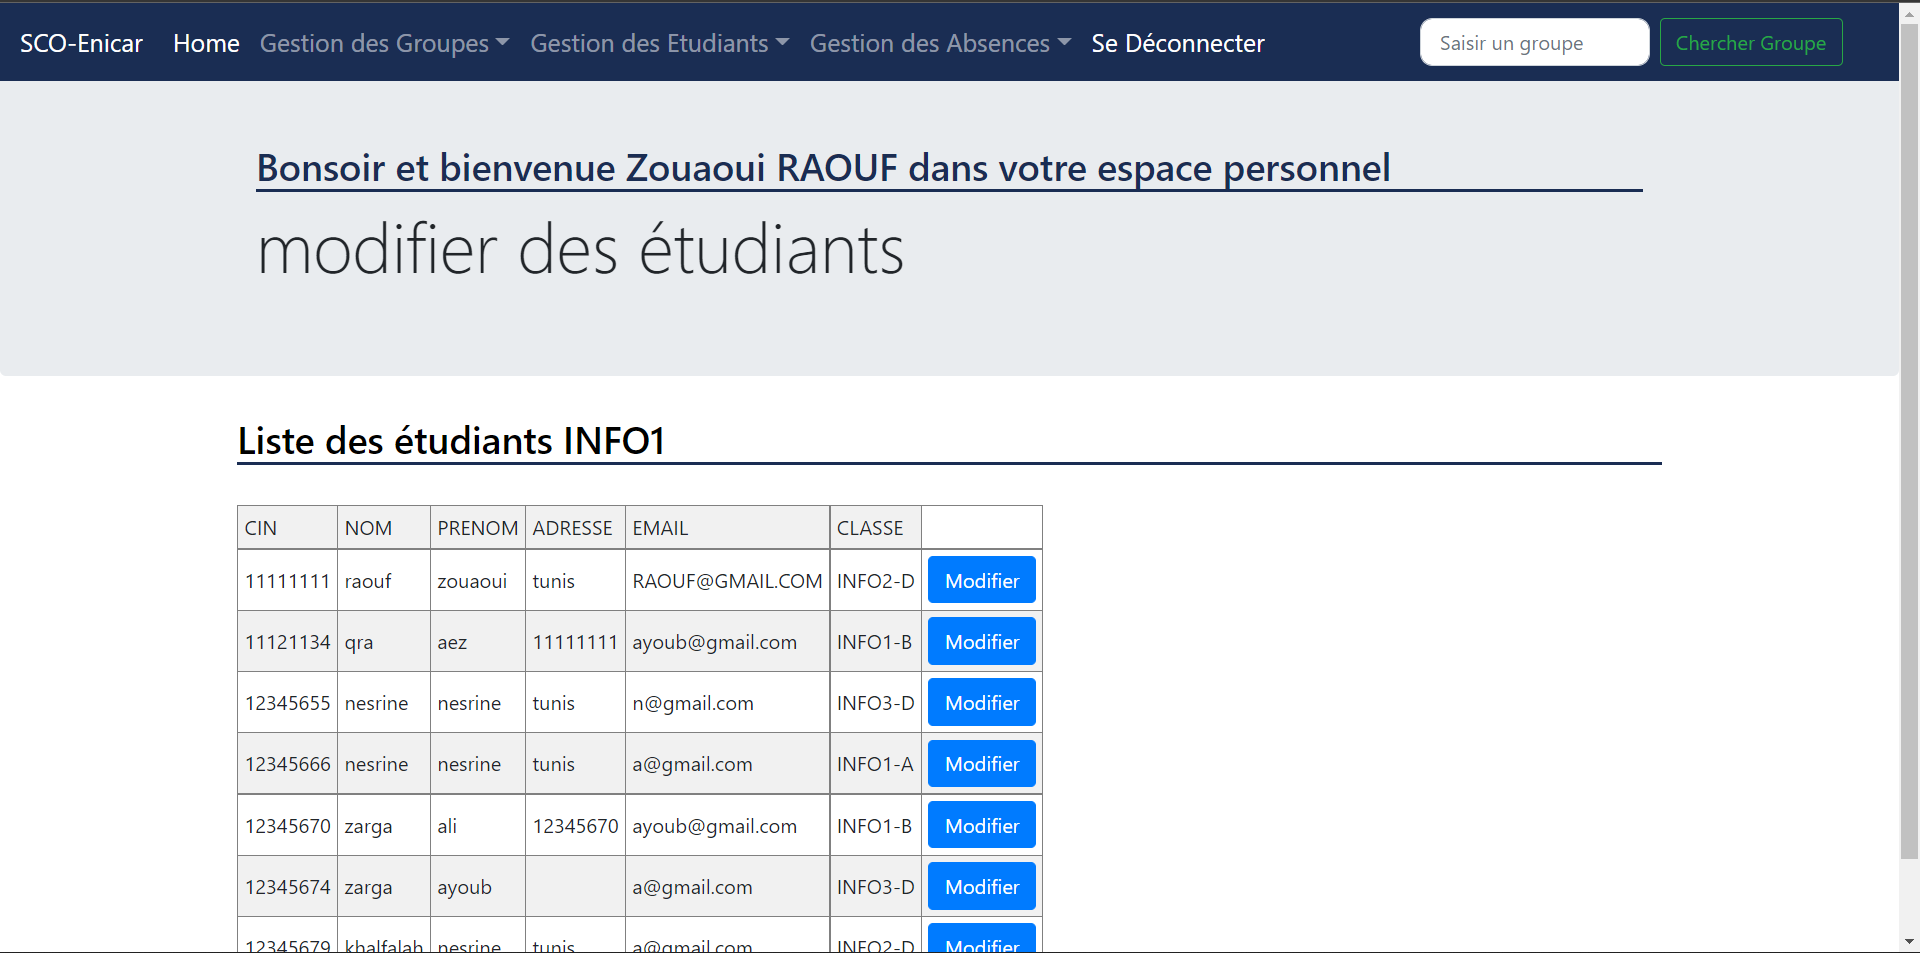 SCO-Enicar Home Gestion des Groupes Gestion des Etudiants Gestion des Absences Se Déconnecter Saisir un groupe Chercher Groupe
Bonsoir et bienvenue Zouaoui RAOUF dans votre espace personnel
modifier des étudiants
Liste des étudiants INFO1
CIN NOM PRENOM ADRESSE EMAIL CLASSE
11111111 raouf zouaoui tunis RAOUF@GMAIL.COM INFO2-D Modifier
11121134 qra aez 11111111 ayoub@gmail.com INFO1-B Modifier
12345655 nesrine nesrine tunis n@gmail.com INFO3-D Modifier
12345666 nesrine nesrine tunis a@gmail.com INFO1-A Modifier
12345670 zarga ali 12345670 ayoub@gmail.com INFO1-B Modifier
12345674 zarga ayoub a@gmail.com INFO3-D Modifier
12345679 khalfalah nesrine tunis a@gmail.com INFO2-D Modifier